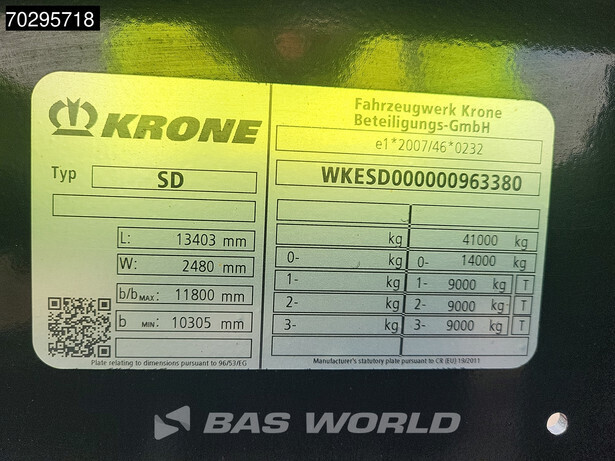 70295718
KRONE
Typ SD
L: 13403 mm
W: 2480 mm
b/b MAX: 11800 mm
b MIN: 10305 mm
Plate relating to dimensions pursuant to 96/53/EG
Fahrzeugwerk Krone
Beteiligungs-GmbH
e1*2007/46*0232
WKESD000000963380
kg 41000 kg
0- kg 0- 14000 kg
1- kg 1- 9000 kg T
2- kg 2- 9000 kg T
3- kg 3- 9000 kg T
Manufacturer's statutory plate pursuant to CR (EU) 19/2011
BAS WORLD